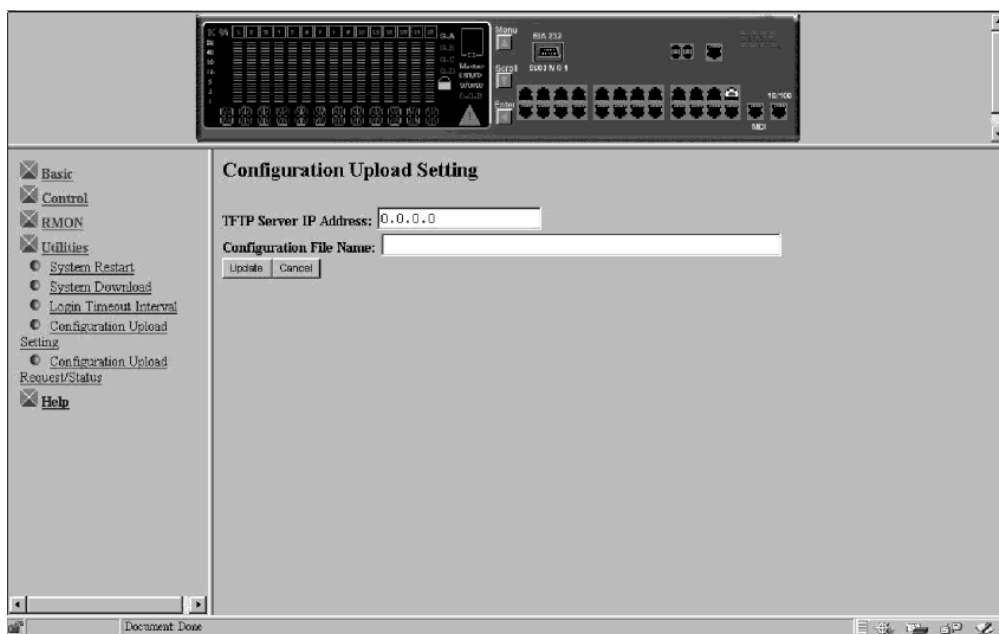 Menu
EIA 232
Scroll
Enter
10/100
MDI
Basic
Control
RMON
Utilities
System Restart
System Download
Login Timeout Interval
Configuration Upload
Setting
Configuration Upload
Request/Status
Help
Configuration Upload Setting
TFTP Server IP Address: 0.0.0.0
Configuration File Name:
Update Cancel
Document: Done